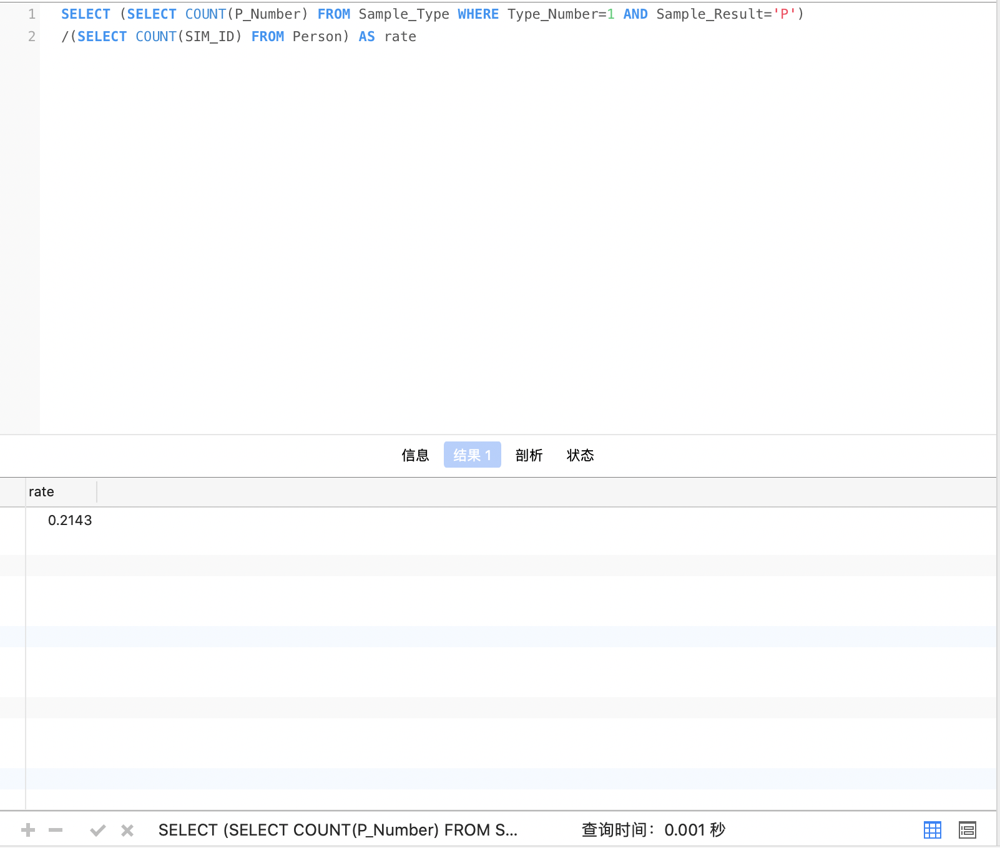 1 SELECT (SELECT COUNT(P_Number) FROM Sample_Type WHERE Type_Number=1 AND Sample_Result='P')
2 /(SELECT COUNT(SIM_ID) FROM Person) AS rate
信息 结果 1 剖析 状态
rate
0.2143
SELECT (SELECT COUNT(P_Number) FROM S... 查询时间：0.001 秒